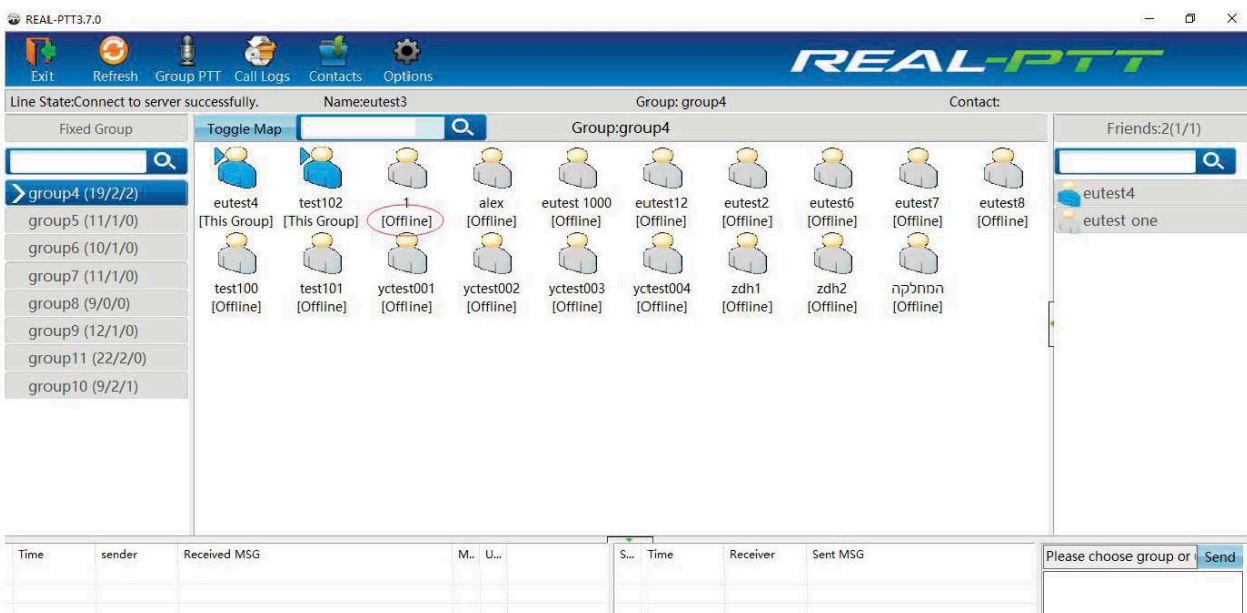 REAL-PTT3.7.0
Exit Refresh Group PTT Call Logs Contacts Options
REAL-PTT
Line State:Connect to server successfully. Name:eutest3 Group: group4 Contact:
Fixed Group Toggle Map Group:group4 Friends:2(1/1)
group4 (19/2/2)
group5 (11/1/0)
group6 (10/1/0)
group7 (11/1/0)
group8 (9/0/0)
group9 (12/1/0)
group11 (22/2/0)
group10 (9/2/1)
eutest4 test102 1 alex eutest 1000 eutest12 eutest2 eutest6 eutest7 eutest8
[This Group] [This Group] [Offline] [Offline] [Offline] [Offline] [Offline] [Offline] [Offline] [Offline]
test100 test101 yctest001 yctest002 yctest003 yctest004 zdh1 zdh2 המחלקה
[Offline] [Offline] [Offline] [Offline] [Offline] [Offline] [Offline] [Offline] [Offline]
eutest4
eutest one
Time sender Received MSG M.. U... S... Time Receiver Sent MSG
Please choose group or Send